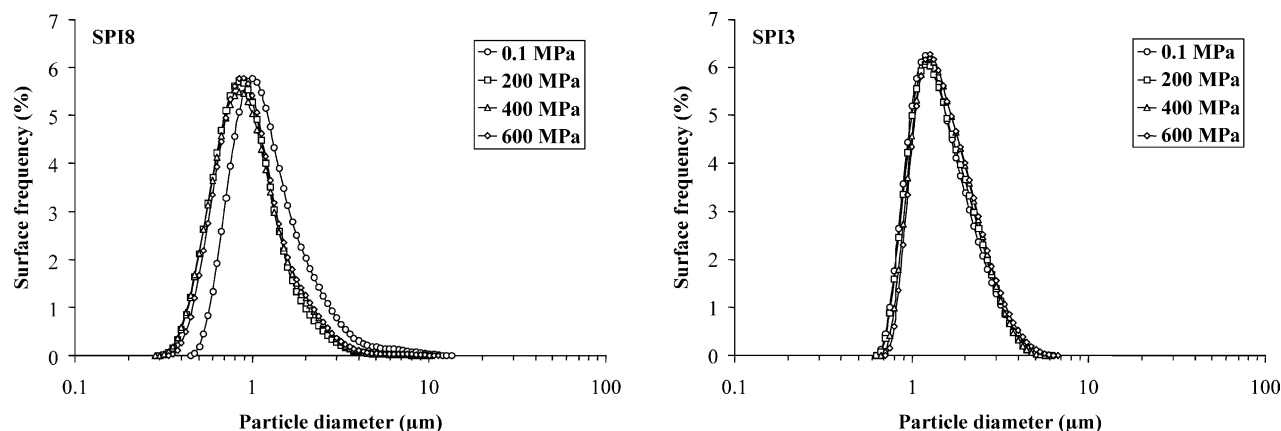 SPI8
7
6
5
4
3
2
1
0
Surface frequency (%)
0.1 MPa
200 MPa
400 MPa
600 MPa
0.1 1 10 100
Particle diameter (µm)
SPI3
7
6
5
4
3
2
1
0
Surface frequency (%)
0.1 MPa
200 MPa
400 MPa
600 MPa
0.1 1 10 100
Particle diameter (µm)